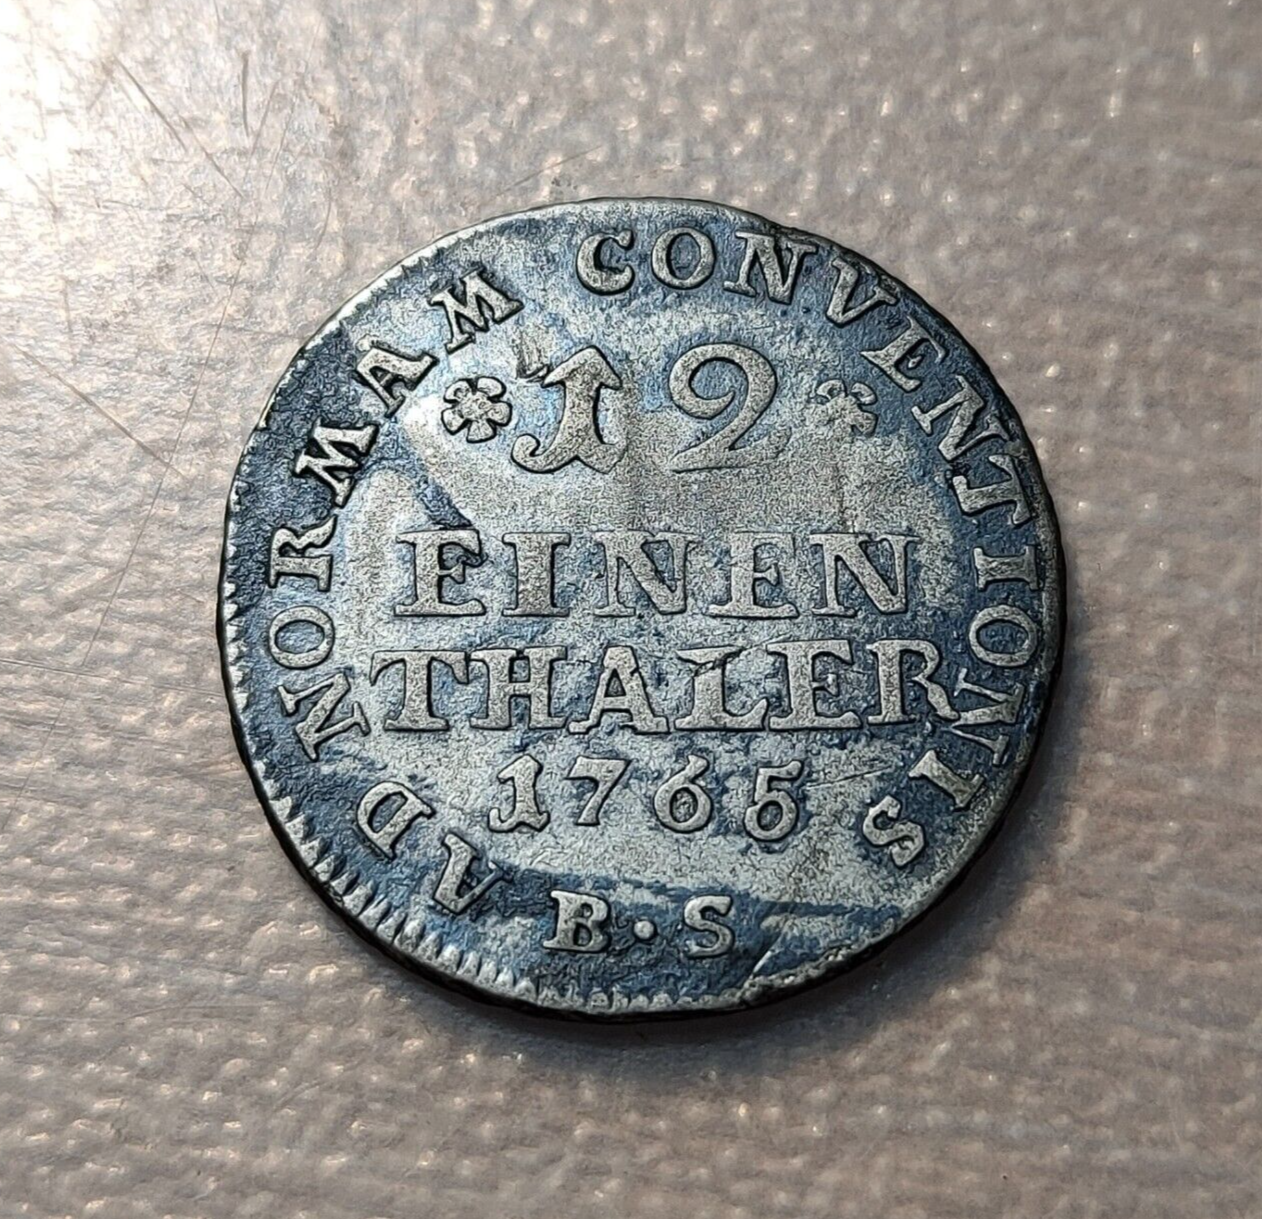 AD NORMAM CONVENTIONIS
12
EINEN
THALER
1765
B·S